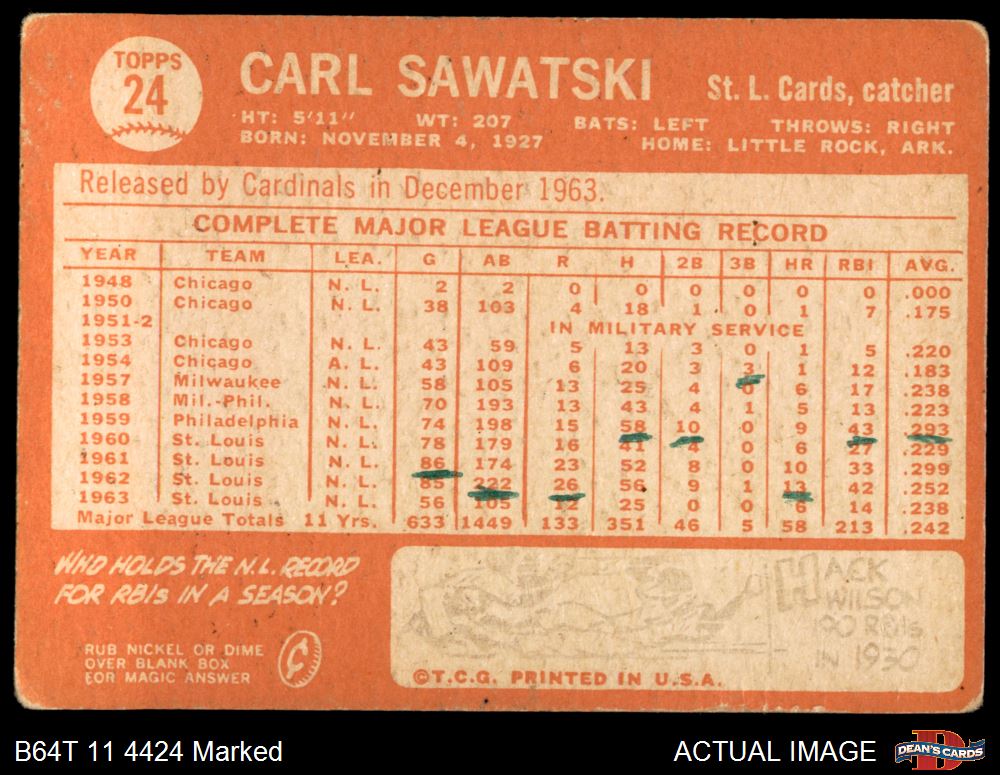 TOPPS
24
CARL SAWATSKI
St. L. Cards, catcher
HT: 5'11" WT: 207 BATS: LEFT THROWS: RIGHT
BORN: NOVEMBER 4, 1927 HOME: LITTLE ROCK, ARK.
Released by Cardinals in December 1963.
COMPLETE MAJOR LEAGUE BATTING RECORD
YEAR TEAM LEA. G AB R H 2B 3B HR RBI AVG.
1948 Chicago N. L. 2 2 0 0 0 0 0 0 .000
1950 Chicago N. L. 38 103 4 18 1 0 1 7 .175
1951-2 IN MILITARY SERVICE
1953 Chicago N. L. 43 59 5 13 3 0 1 5 .220
1954 Chicago A. L. 43 109 6 20 3 3 1 12 .183
1957 Milwaukee N. L. 58 105 13 25 4 0 6 17 .238
1958 Mil.-Phil. N. L. 70 193 13 43 4 1 5 13 .223
1959 Philadelphia N. L. 74 198 15 58 10 0 9 43 .293
1960 St. Louis N. L. 78 179 16 41 4 0 6 27 .229
1961 St. Louis N. L. 86 174 23 52 8 0 10 33 .299
1962 St. Louis N. L. 85 222 26 56 9 1 13 42 .252
1963 St. Louis N. L. 56 105 12 25 0 0 6 14 .238
Major League Totals 11 Yrs. 633 1449 133 351 46 5 58 213 .242
WHO HOLDS THE N.L. RECORD
FOR RBIs IN A SEASON?
RUB NICKEL OR DIME
OVER BLANK BOX
FOR MAGIC ANSWER
HACK
WILSON
190 RBIs
IN 1930
©T.C.G. PRINTED IN U.S.A.
B64T 11 4424 Marked
ACTUAL IMAGE
DEAN'S CARDS